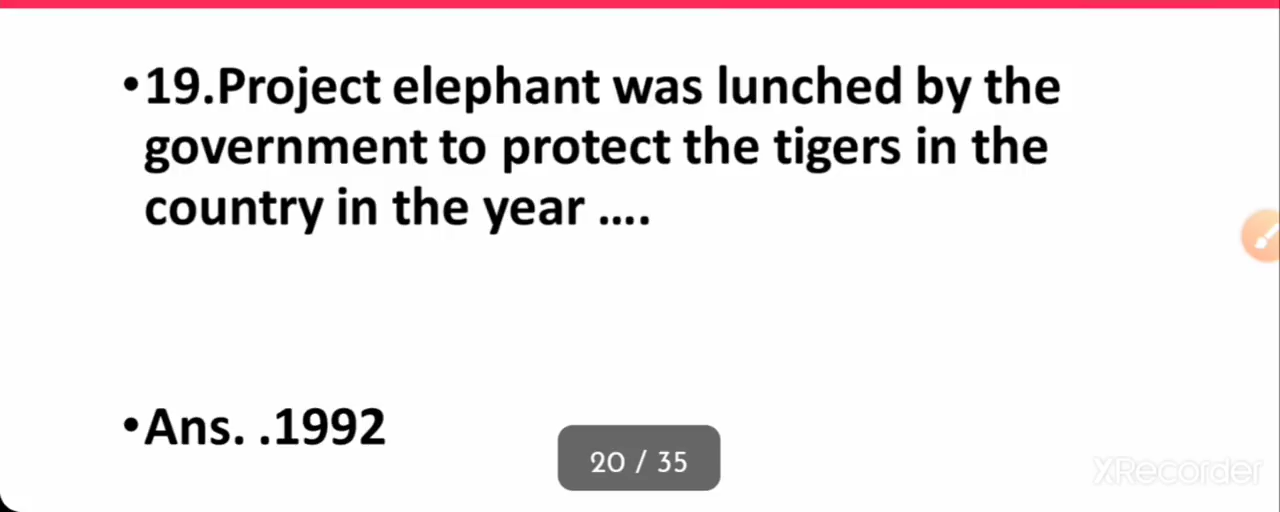 •19.Project elephant was lunched by the
government to protect the tigers in the
country in the year ....
•Ans. .1992
20 / 35
XRecorder